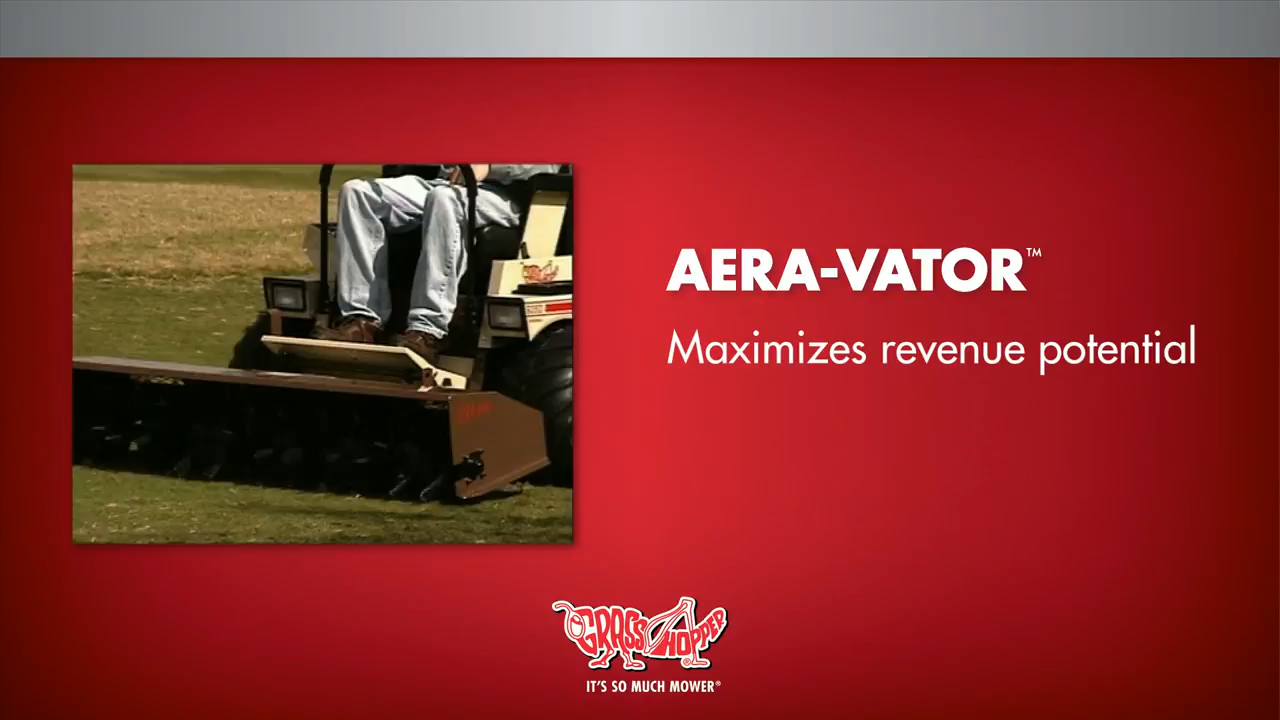 AERA-VATOR™
Maximizes revenue potential
GRASSHOPPER
IT'S SO MUCH MOWER®